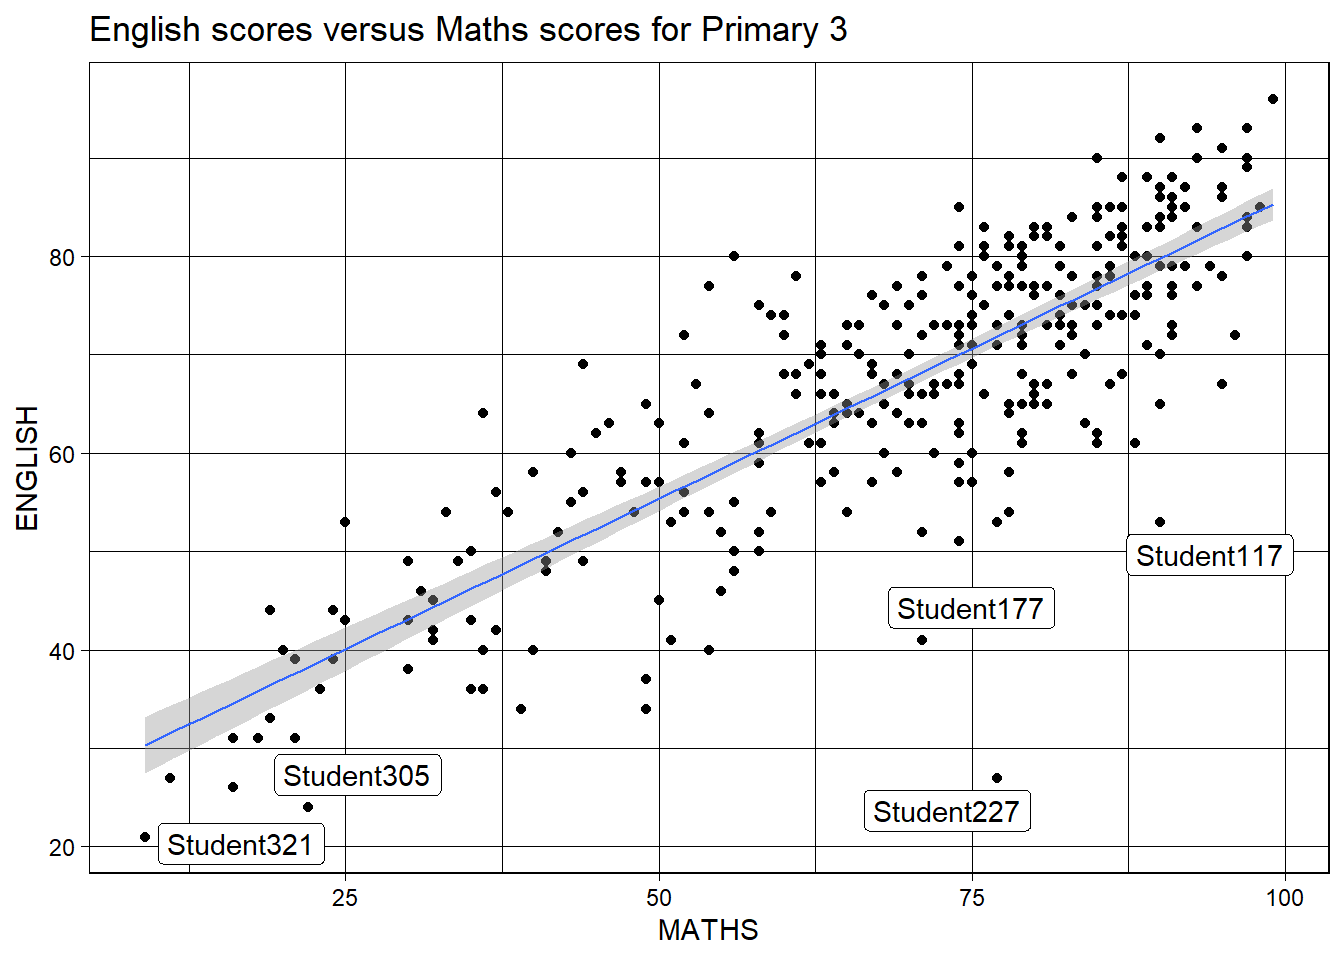 English scores versus Maths scores for Primary 3
ENGLISH
80
60
40
20
Student117
Student177
Student305
Student227
Student321
25 50 75 100
MATHS